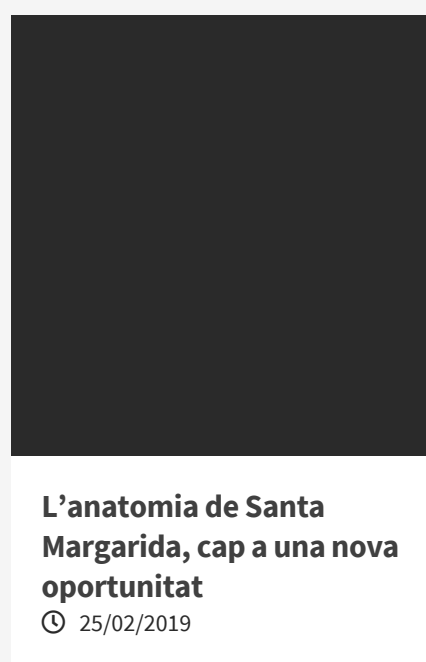 L’anatomia de Santa
Margarida, cap a una nova
oportunitat
25/02/2019